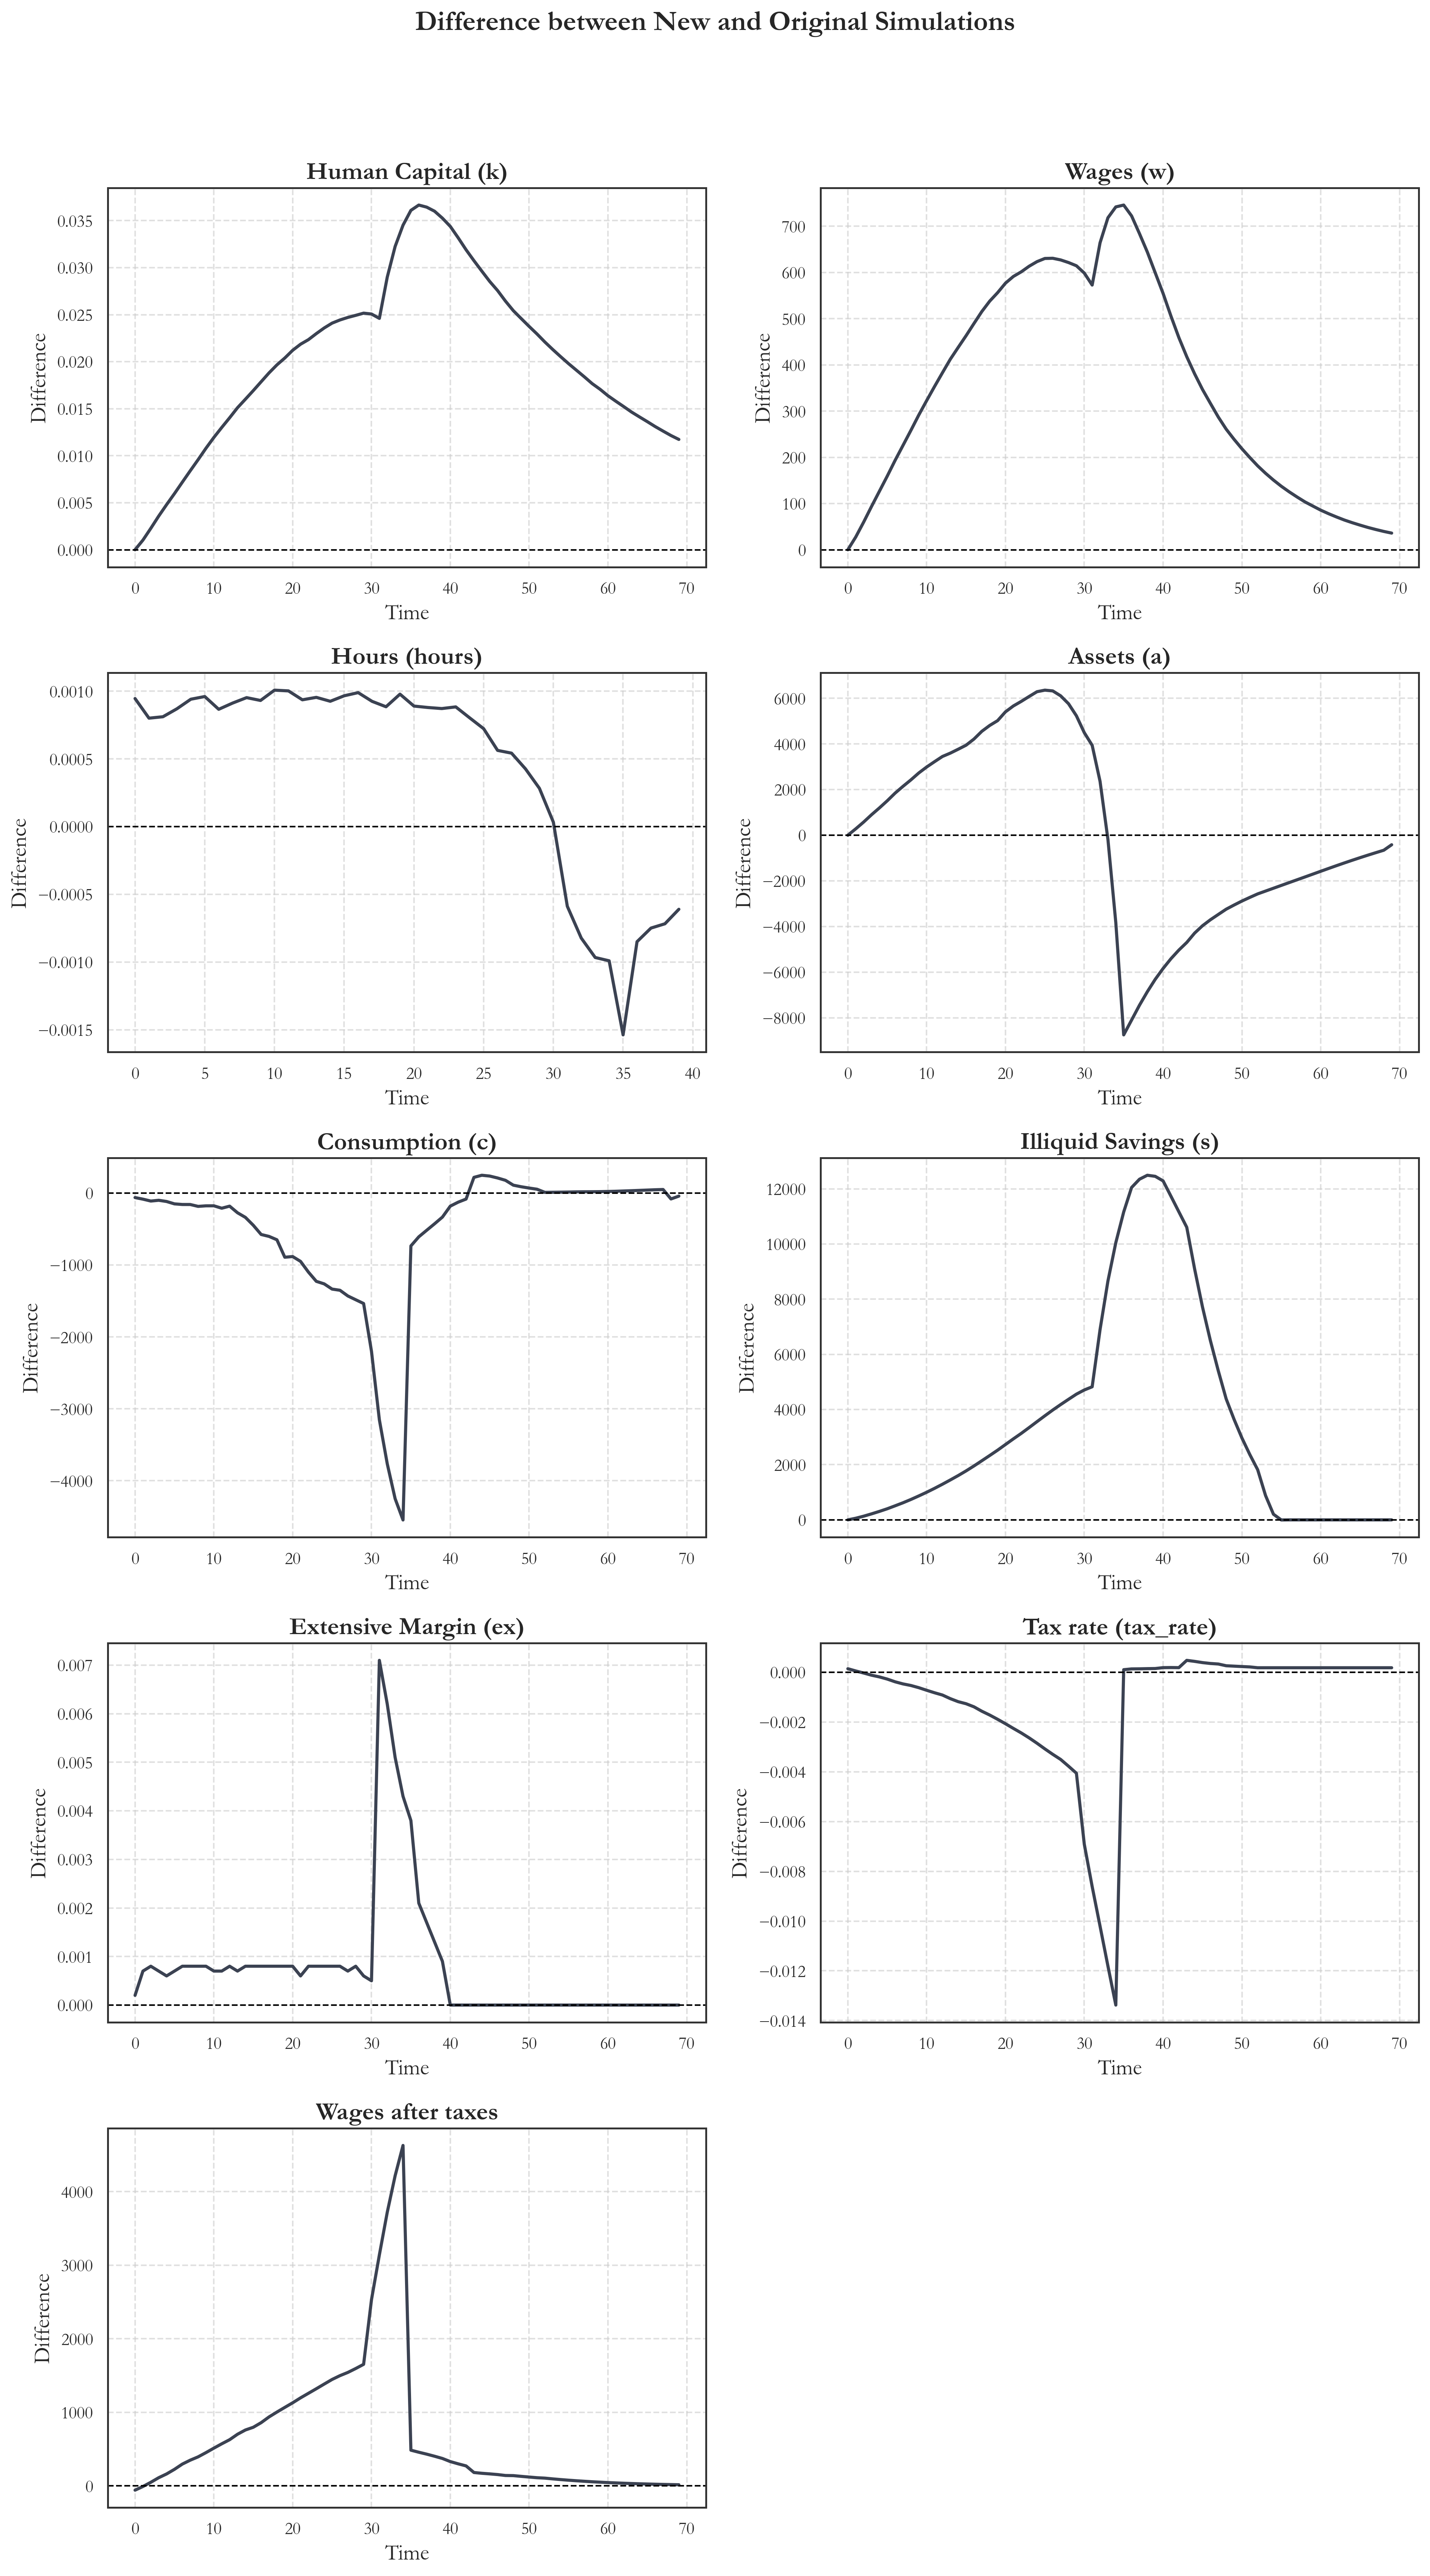 Difference between New and Original Simulations
Human Capital (k)
Difference
0.035
0.030
0.025
0.020
0.015
0.010
0.005
0.000
0 10 20 30 40 50 60 70
Time
Wages (w)
Difference
700
600
500
400
300
200
100
0
0 10 20 30 40 50 60 70
Time
Hours (hours)
Difference
0.0010
0.0005
0.0000
−0.0005
−0.0010
−0.0015
0 5 10 15 20 25 30 35 40
Time
Assets (a)
Difference
6000
4000
2000
0
−2000
−4000
−6000
−8000
0 10 20 30 40 50 60 70
Time
Consumption (c)
Difference
0
−1000
−2000
−3000
−4000
0 10 20 30 40 50 60 70
Time
Illiquid Savings (s)
Difference
12000
10000
8000
6000
4000
2000
0
0 10 20 30 40 50 60 70
Time
Extensive Margin (ex)
Difference
0.007
0.006
0.005
0.004
0.003
0.002
0.001
0.000
0 10 20 30 40 50 60 70
Time
Tax rate (tax_rate)
Difference
0.000
−0.002
−0.004
−0.006
−0.008
−0.010
−0.012
−0.014
0 10 20 30 40 50 60 70
Time
Wages after taxes
Difference
4000
3000
2000
1000
0
0 10 20 30 40 50 60 70
Time